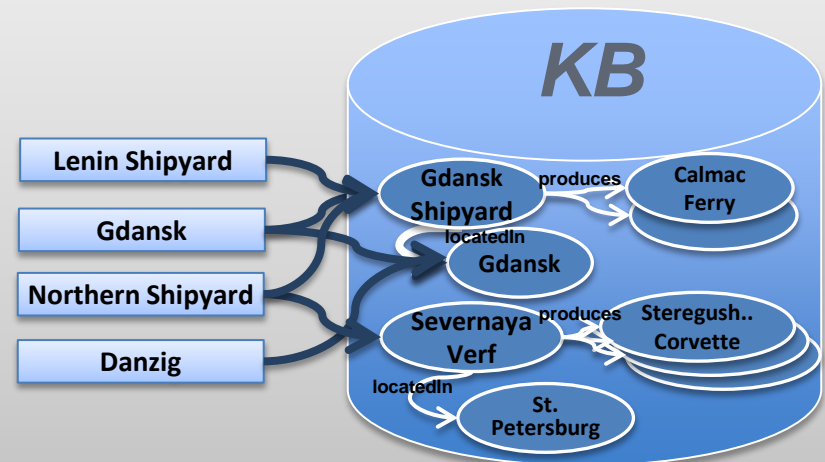 KB
Lenin Shipyard
Gdansk
Northern Shipyard
Danzig
Gdansk
Shipyard
produces
Calmac
Ferry
locatedIn
Gdansk
Severnaya
Verf
produces
Steregush..
Corvette
locatedIn
St.
Petersburg